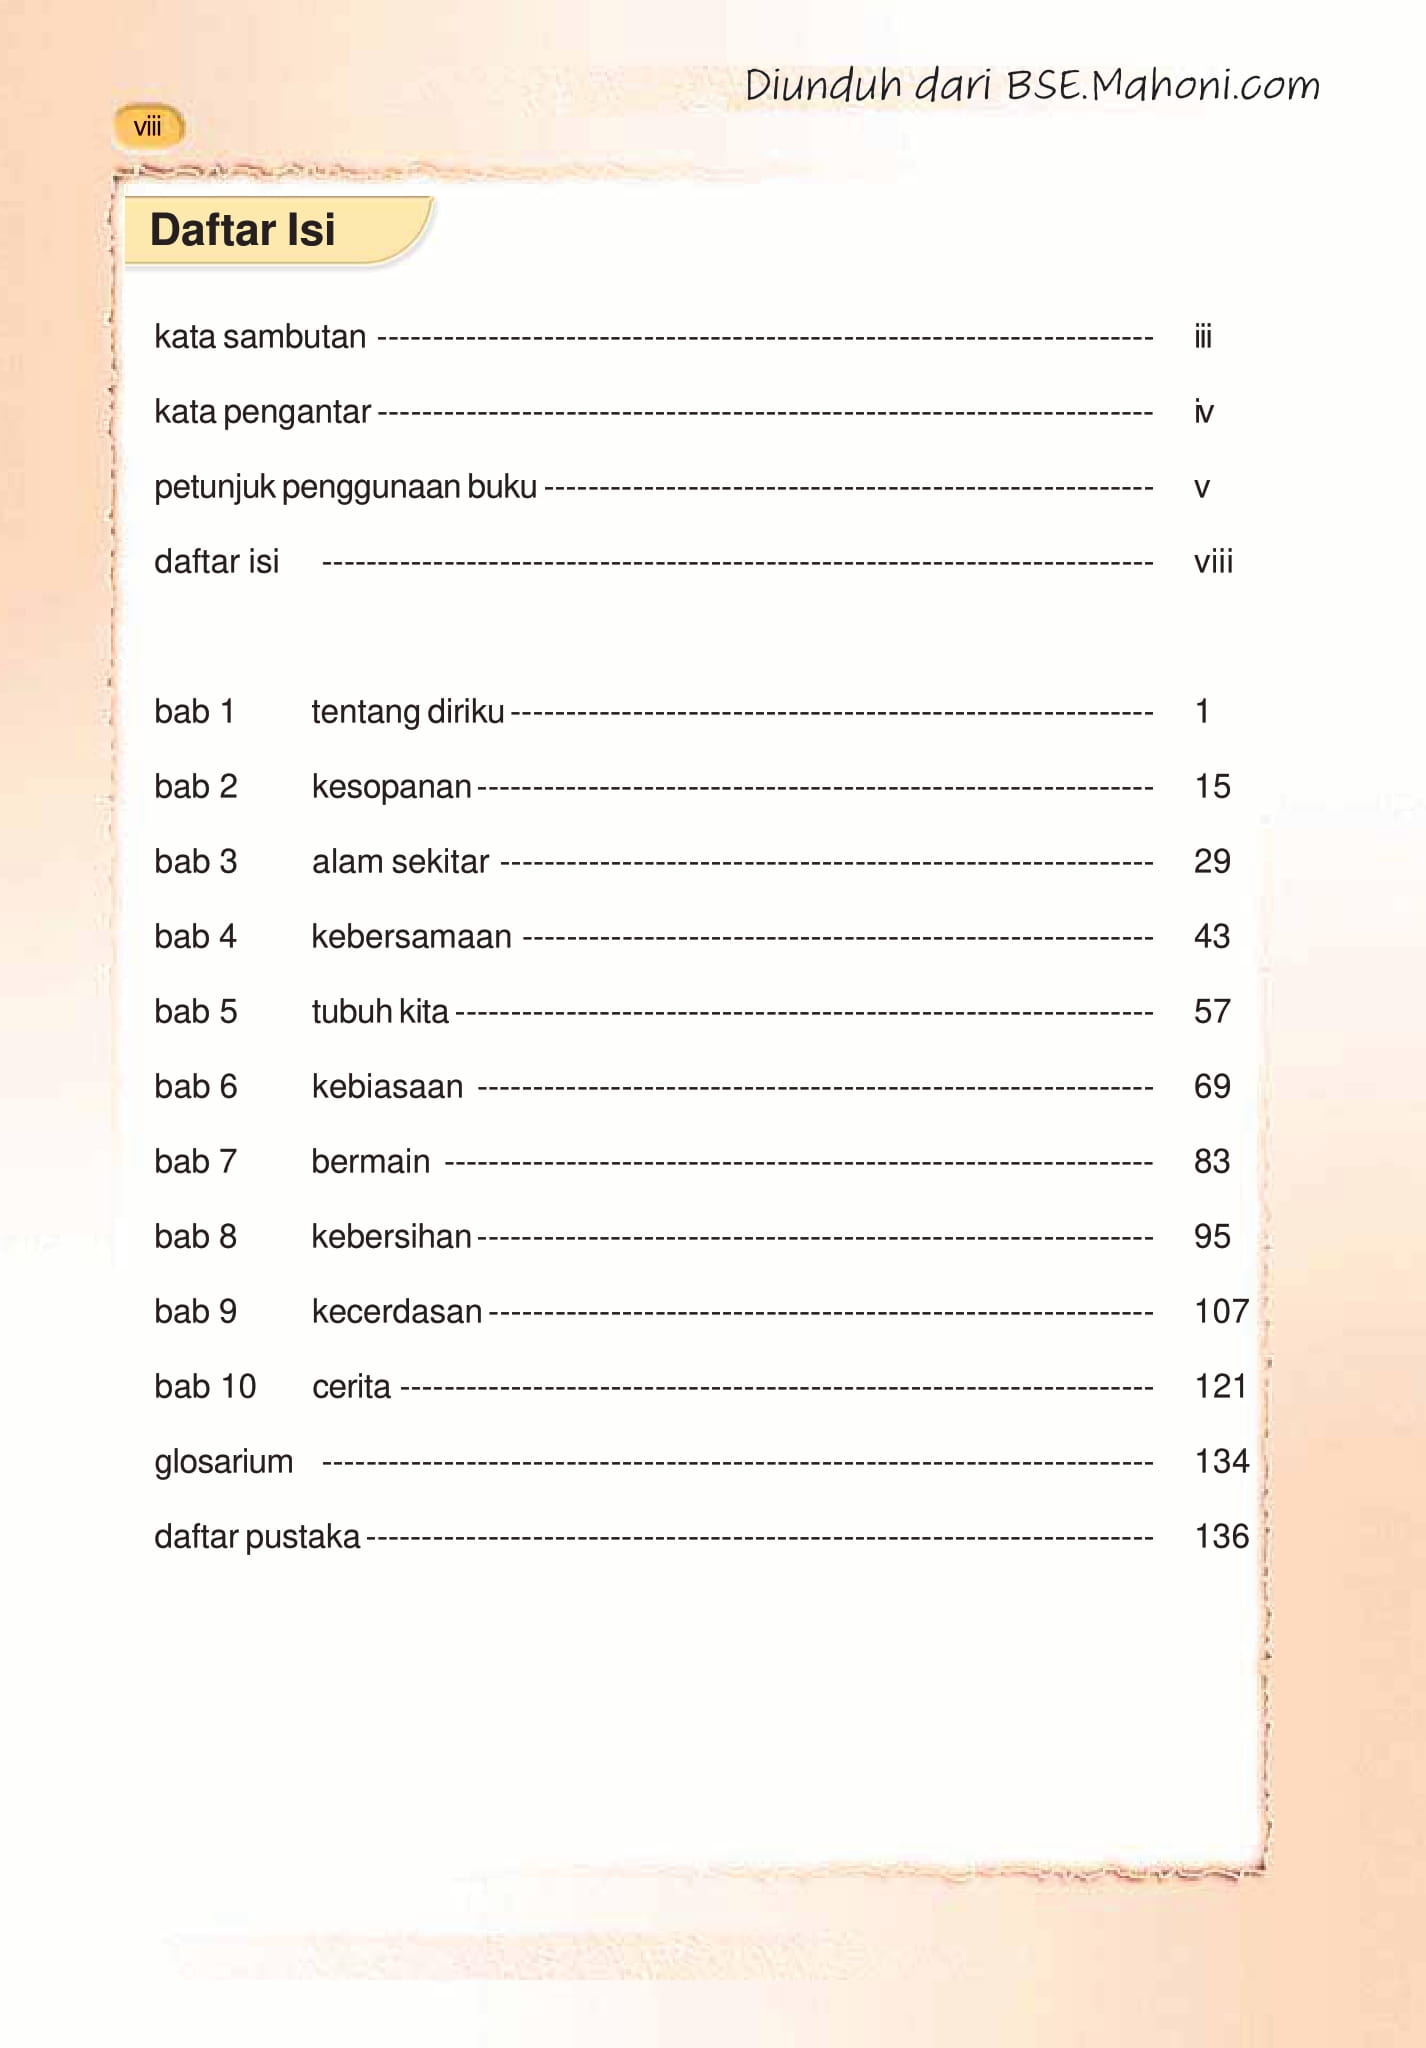 Diunduh dari BSE.Mahoni.com
viii
Daftar Isi
kata sambutan ---------------------------------------------------------------------- iii
kata pengantar ---------------------------------------------------------------------- iv
petunjuk penggunaan buku ------------------------------------------------------- v
daftar isi --------------------------------------------------------------------------- viii
bab 1 tentang diriku ---------------------------------------------------------- 1
bab 2 kesopanan ------------------------------------------------------------- 15
bab 3 alam sekitar ----------------------------------------------------------- 29
bab 4 kebersamaan --------------------------------------------------------- 43
bab 5 tubuh kita --------------------------------------------------------------- 57
bab 6 kebiasaan ------------------------------------------------------------- 69
bab 7 bermain ---------------------------------------------------------------- 83
bab 8 kebersihan ------------------------------------------------------------- 95
bab 9 kecerdasan ------------------------------------------------------------ 107
bab 10 cerita -------------------------------------------------------------------- 121
glosarium --------------------------------------------------------------------------- 134
daftar pustaka ----------------------------------------------------------------------- 136